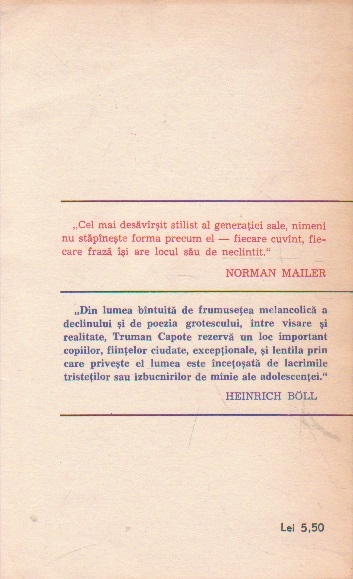 „Cel mai desăvîrşit stilist al generaţiei sale, nimeni
nu stăpîneşte forma precum el — fiecare cuvînt, fie-
care frază îşi are locul său de neclintit."
NORMAN MAILER
„Din lumea bîntuită de frumuseţea melancolică a
declinului şi de poezia grotescului, între visare şi
realitate, Truman Capote rezervă un loc important
copiilor, fiinţelor ciudate, excepţionale, şi lentila prin
care priveşte el lumea este înceţoşată de lacrimile
tristeţilor sau izbucnirilor de mînie ale adolescenţei."
HEINRICH BÖLL
Lei 5,50